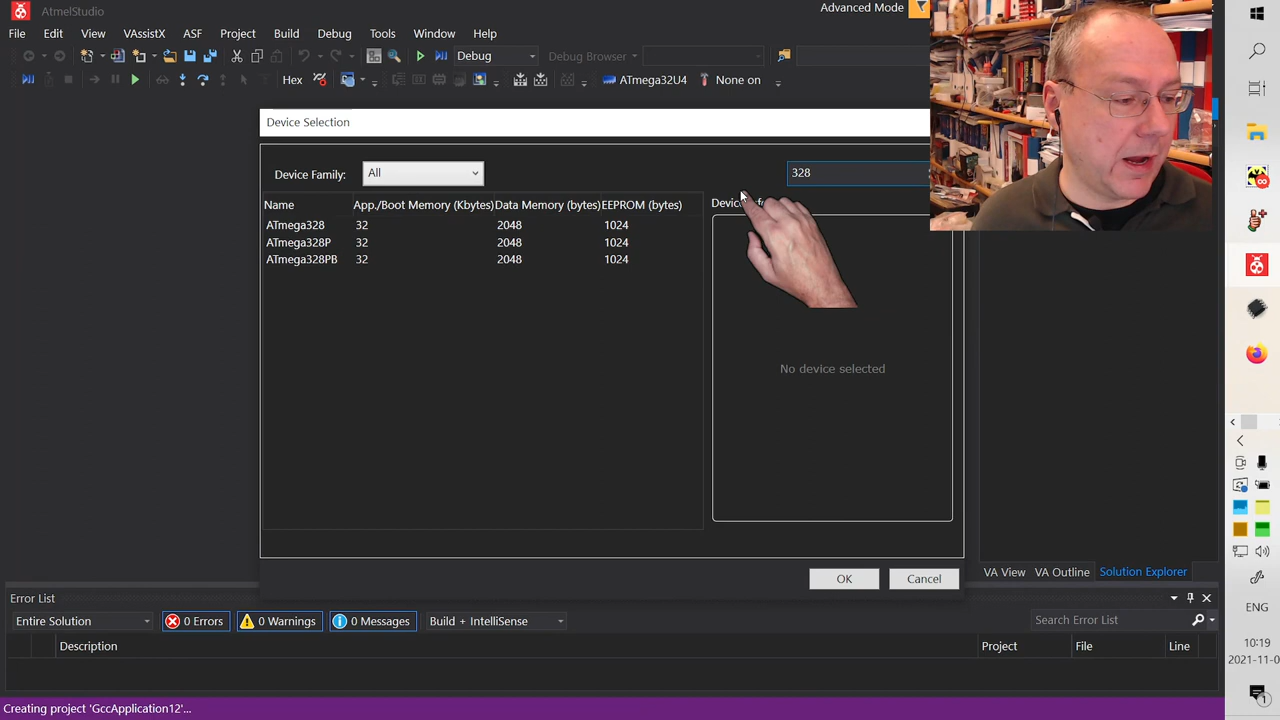 AtmelStudio
Advanced Mode
File Edit View VAssistX ASF Project Build Debug Tools Window Help
Debug Debug Browser
Hex ATmega32U4 None on
Device Selection
Device Family: All 328
Name App./Boot Memory (Kbytes) Data Memory (bytes) EEPROM (bytes)
ATmega328 32 2048 1024
ATmega328P 32 2048 1024
ATmega328PB 32 2048 1024
No device selected
OK Cancel
VA View VA Outline Solution Explorer
Error List
Entire Solution 0 Errors 0 Warnings 0 Messages Build + IntelliSense Search Error List
Description Project File Line
Creating project 'GccApplication12'...
ENG
10:19
2021-11-0
1